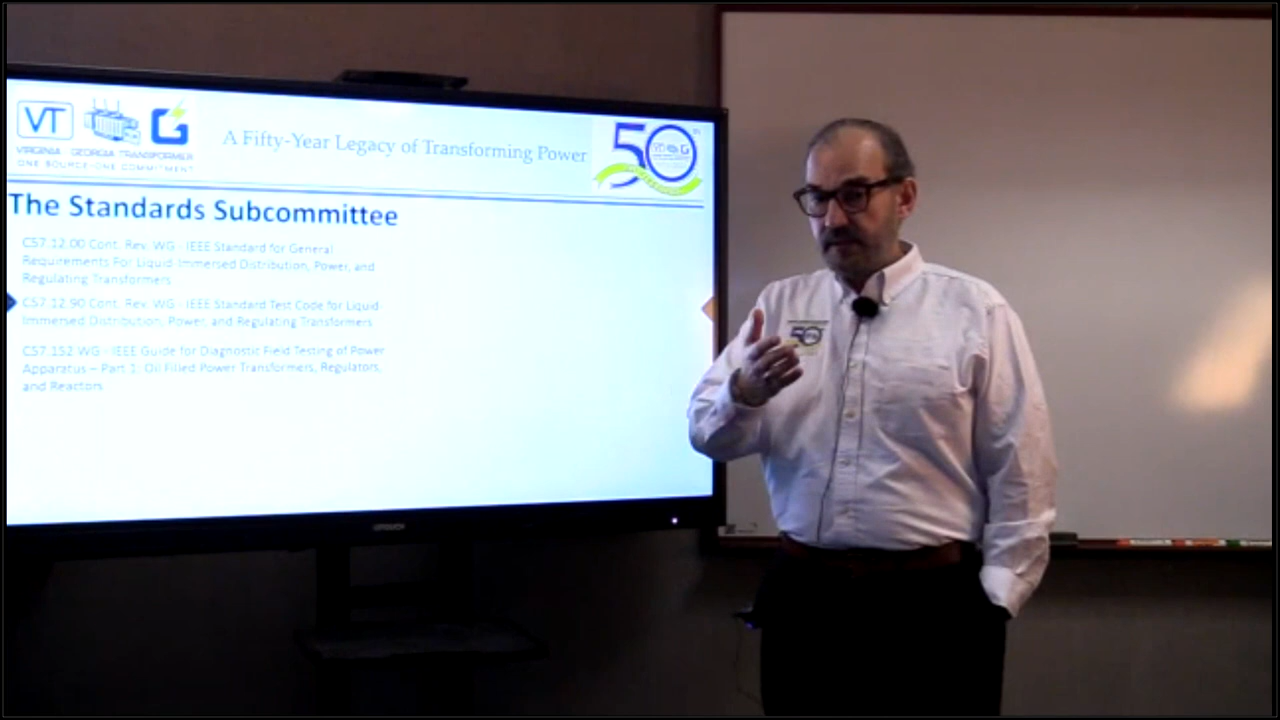 VT
G
VIRGINIA - GEORGIA TRANSFORMER
ONE SOURCE-ONE COMMITMENT
A Fifty-Year Legacy of Transforming Power
50
The Standards Subcommittee
C57.12.00 Cont. Rev. WG - IEEE Standard for General
Requirements For Liquid-Immersed Distribution, Power, and
Regulating Transformers
C57.12.90 Cont. Rev. WG - IEEE Standard Test Code for Liquid-
Immersed Distribution, Power, and Regulating Transformers
C57.152 WG - IEEE Guide for Diagnostic Field Testing of Power
Apparatus – Part 1: Oil Filled Power Transformers, Regulators,
and Reactors
50